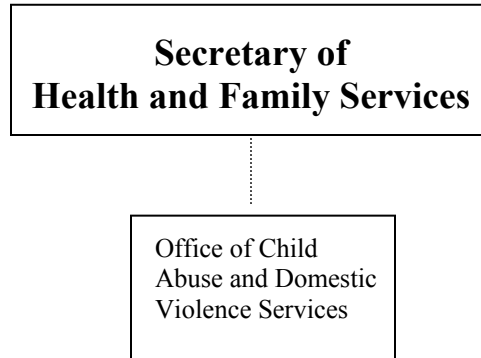 Secretary of
Health and Family Services
Office of Child
Abuse and Domestic
Violence Services